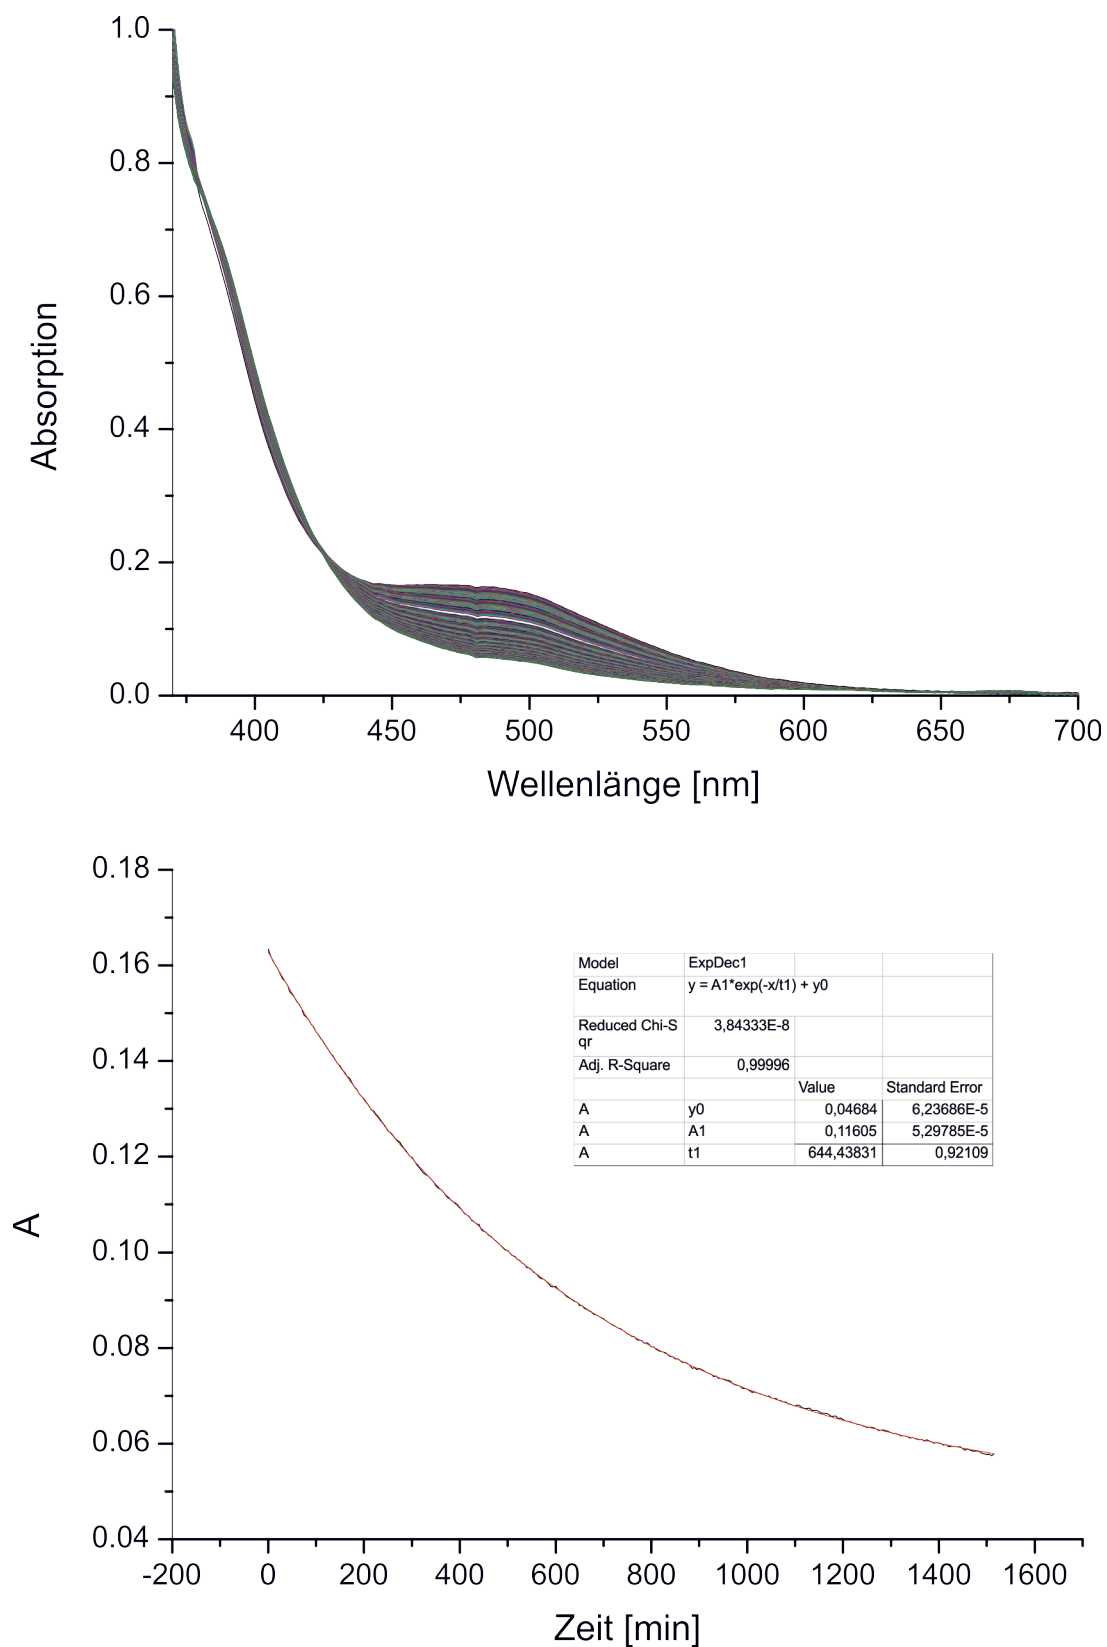 1.0
0.8
0.6
0.4
0.2
0.0
Absorption
400 450 500 550 600 650 700
Wellenlänge [nm]
0.18
0.16
0.14
0.12
0.10
0.08
0.06
0.04
A
Model ExpDec1
Equation y = A1*exp(-x/t1) + y0
Reduced Chi-S
qr 3,84333E-8
Adj. R-Square 0,99996
Value Standard Error
A y0 0,04684 6,23686E-5
A A1 0,11605 5,29785E-5
A t1 644,43831 0,92109
-200 0 200 400 600 800 1000 1200 1400 1600
Zeit [min]